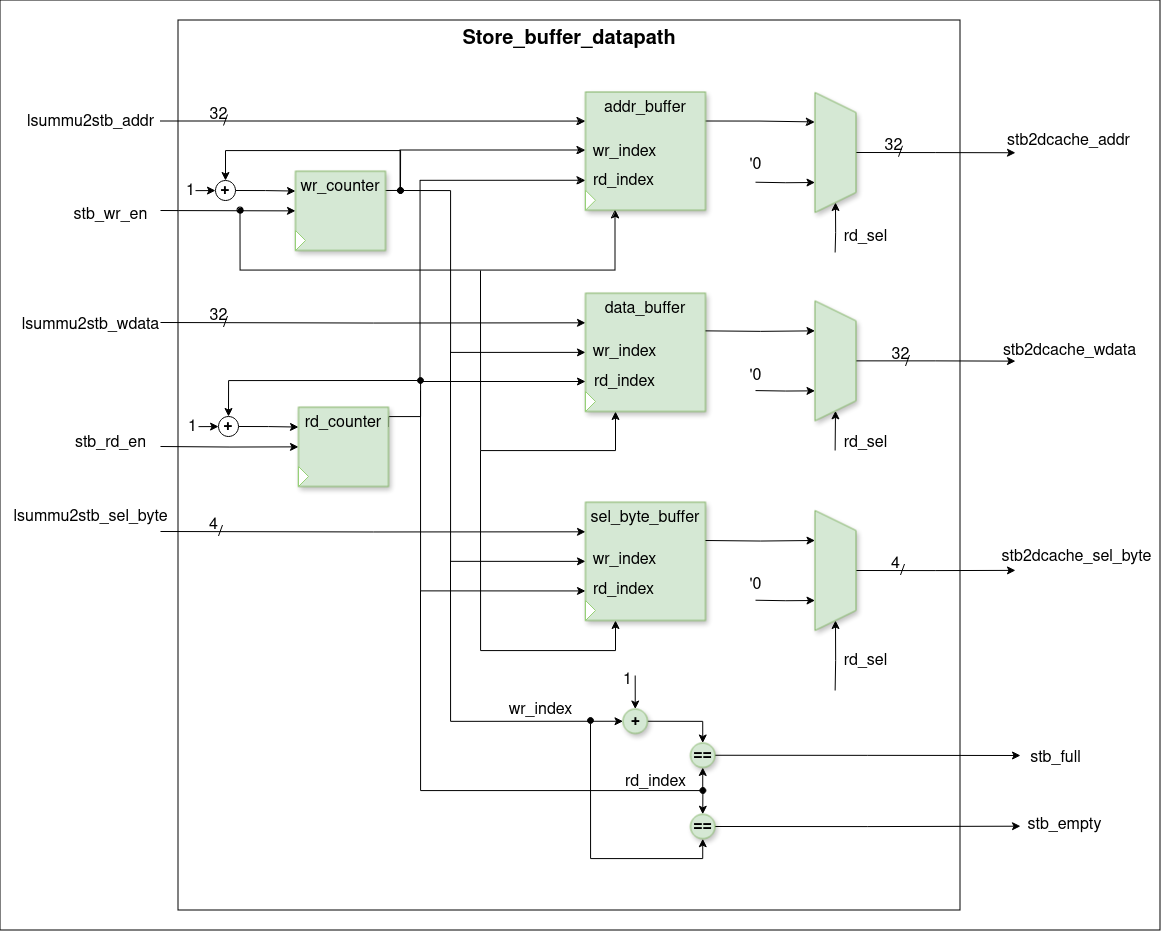 Store_buffer_datapath
lsummu2stb_addr
32
addr_buffer
wr_index
rd_index
'0
32
stb2dcache_addr
rd_sel
1
+
wr_counter
stb_wr_en
lsummu2stb_wdata
32
data_buffer
wr_index
rd_index
'0
32
stb2dcache_wdata
rd_sel
1
+
rd_counter
stb_rd_en
lsummu2stb_sel_byte
4
sel_byte_buffer
wr_index
rd_index
'0
4
stb2dcache_sel_byte
rd_sel
1
wr_index
+
==
stb_full
rd_index
==
stb_empty